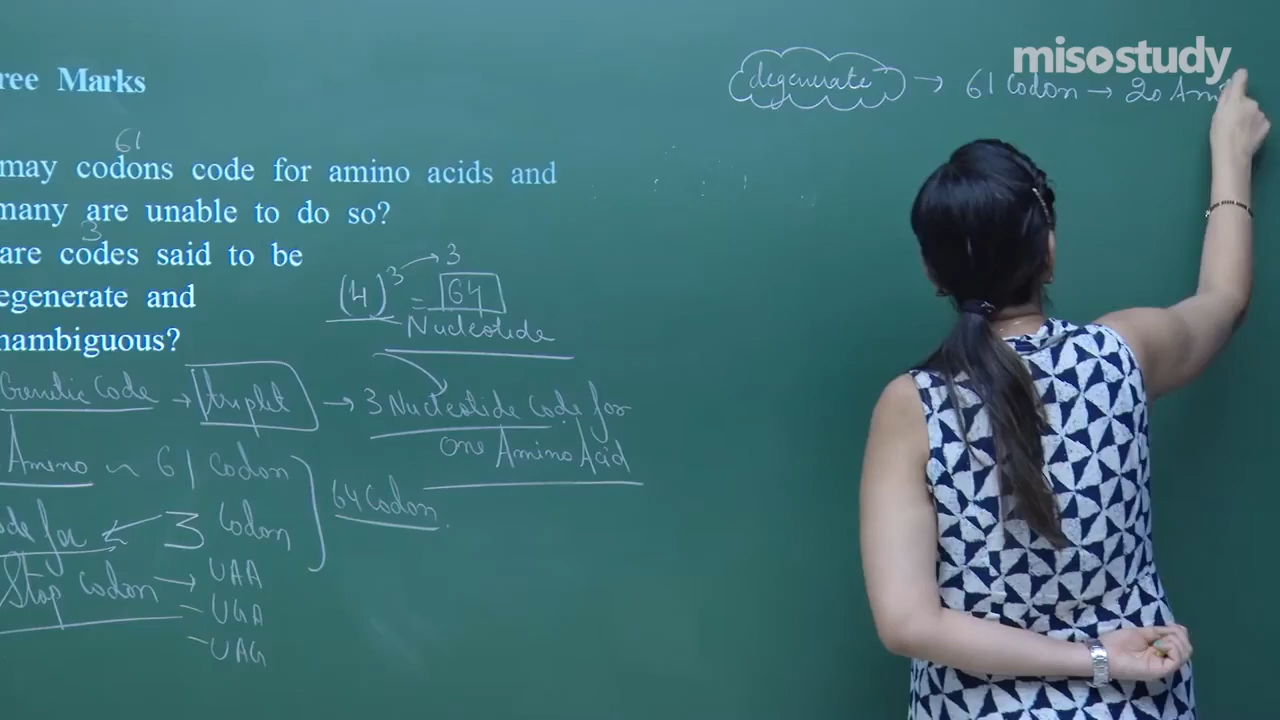 misostudy
ree Marks
degenerate → 61 Codon → 20 Am
61
may codons code for amino acids and
many are unable to do so?
3
are codes said to be
egenerate and
nambiguous?
(4)³ → 3
= 64
Nucleotide
Genetic Code → triplet → 3 Nucleotide Code for
one Amino Acid
Amino ~ 61 Codon
64 Codon
ode for ← 3 Codon
Stop Codon → UAA
- UGA
- UAG